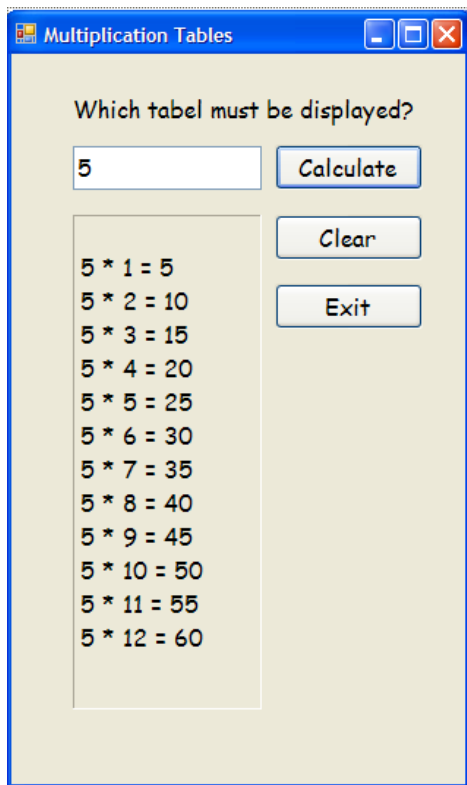 Multiplication Tables
Which tabel must be displayed?
5
Calculate
Clear
Exit
5 * 1 = 5
5 * 2 = 10
5 * 3 = 15
5 * 4 = 20
5 * 5 = 25
5 * 6 = 30
5 * 7 = 35
5 * 8 = 40
5 * 9 = 45
5 * 10 = 50
5 * 11 = 55
5 * 12 = 60